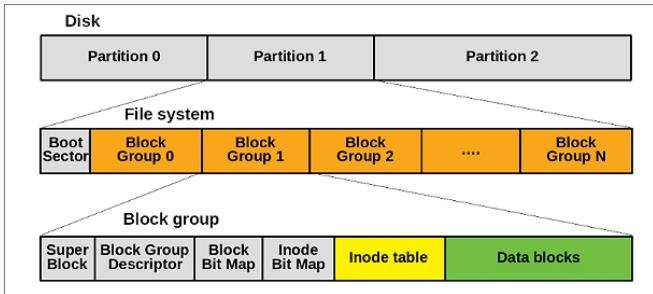 Disk
Partition 0 Partition 1 Partition 2
File system
Boot Sector Block Group 0 Block Group 1 Block Group 2 .... Block Group N
Block group
Super Block Block Group Descriptor Block Bit Map Inode Bit Map Inode table Data blocks